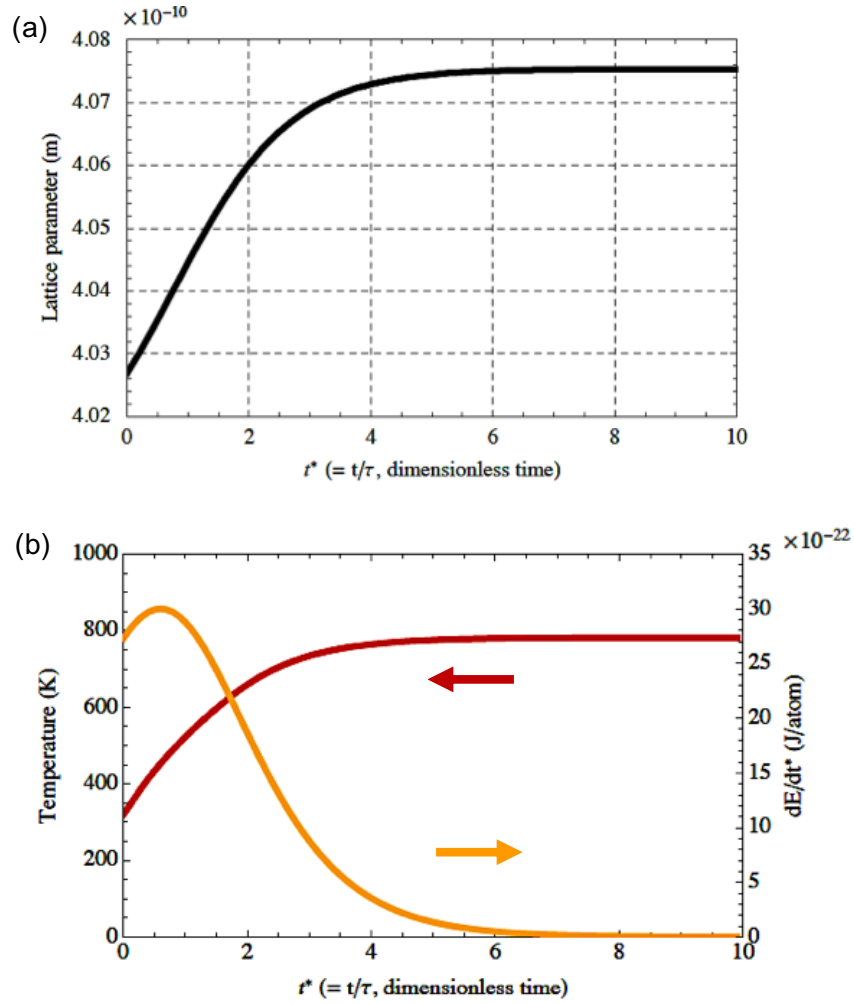 (a)
×10−10
4.08
4.07
4.06
4.05
4.04
4.03
4.02
Lattice parameter (m)
0 2 4 6 8 10
t* (= t/τ, dimensionless time)
(b)
×10−22
1000
800
600
400
200
0
Temperature (K)
35
30
25
20
15
10
5
0
dE/dt* (J/atom)
0 2 4 6 8 10
t* (= t/τ, dimensionless time)